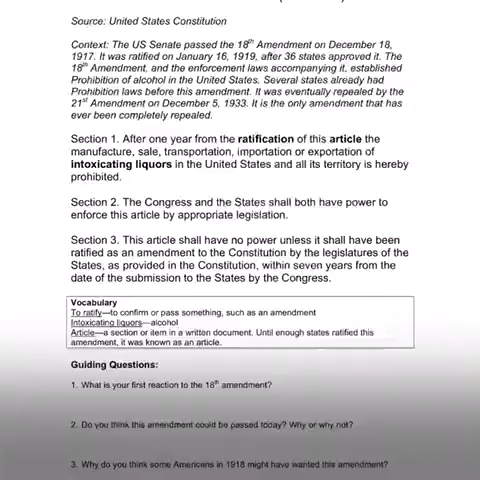 Source: United States Constitution
Context: The US Senate passed the 18th Amendment on December 18,
1917. It was ratified on January 16, 1919, after 36 states approved it. The
18th Amendment, and the enforcement laws accompanying it, established
Prohibition of alcohol in the United States. Several states already had
Prohibition laws before this amendment. It was eventually repealed by the
21st Amendment on December 5, 1933. It is the only amendment that has
ever been completely repealed.
Section 1. After one year from the ratification of this article the
manufacture, sale, transportation, importation or exportation of
intoxicating liquors in the United States and all its territory is hereby
prohibited.
Section 2. The Congress and the States shall both have power to
enforce this article by appropriate legislation.
Section 3. This article shall have no power unless it shall have been
ratified as an amendment to the Constitution by the legislatures of the
States, as provided in the Constitution, within seven years from the
date of the submission to the States by the Congress.
Vocabulary
To ratify—to confirm or pass something, such as an amendment
Intoxicating liquors—alcohol
Article—a section or item in a written document. Until enough states ratified this
amendment, it was known as an article.
Guiding Questions:
1. What is your first reaction to the 18th amendment?
2. Do you think this amendment could be passed today? Why or why not?
3. Why do you think some Americans in 1918 might have wanted this amendment?